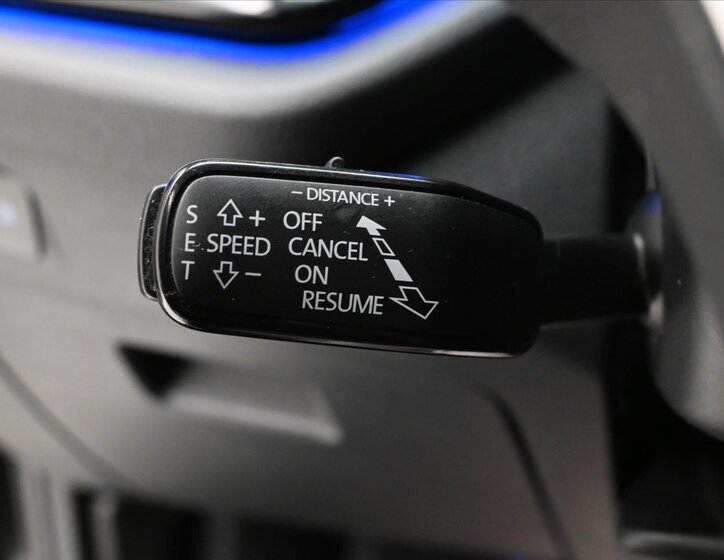 − DISTANCE +
S + OFF
E SPEED CANCEL
T − ON
RESUME